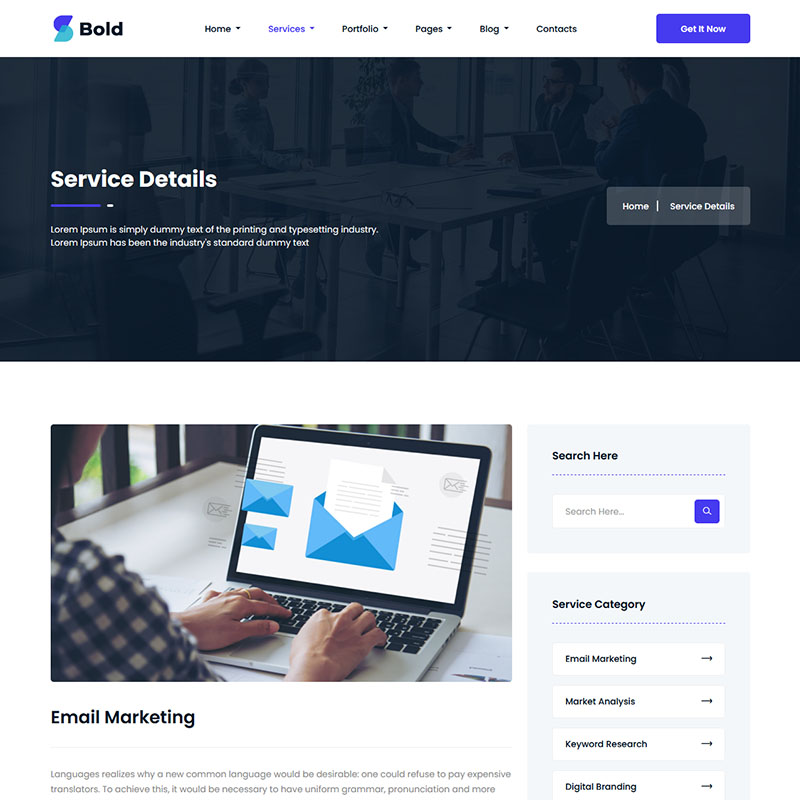 Bold
Home
Services
Portfolio
Pages
Blog
Contacts
Get It Now
Service Details
Lorem Ipsum is simply dummy text of the printing and typesetting industry.
Lorem Ipsum has been the industry's standard dummy text
Home | Service Details
Search Here
Search Here...
Service Category
Email Marketing
Market Analysis
Keyword Research
Digital Branding
Email Marketing
Languages realizes why a new common language would be desirable: one could refuse to pay expensive
translators. To achieve this, it would be necessary to have uniform grammar, pronunciation and more